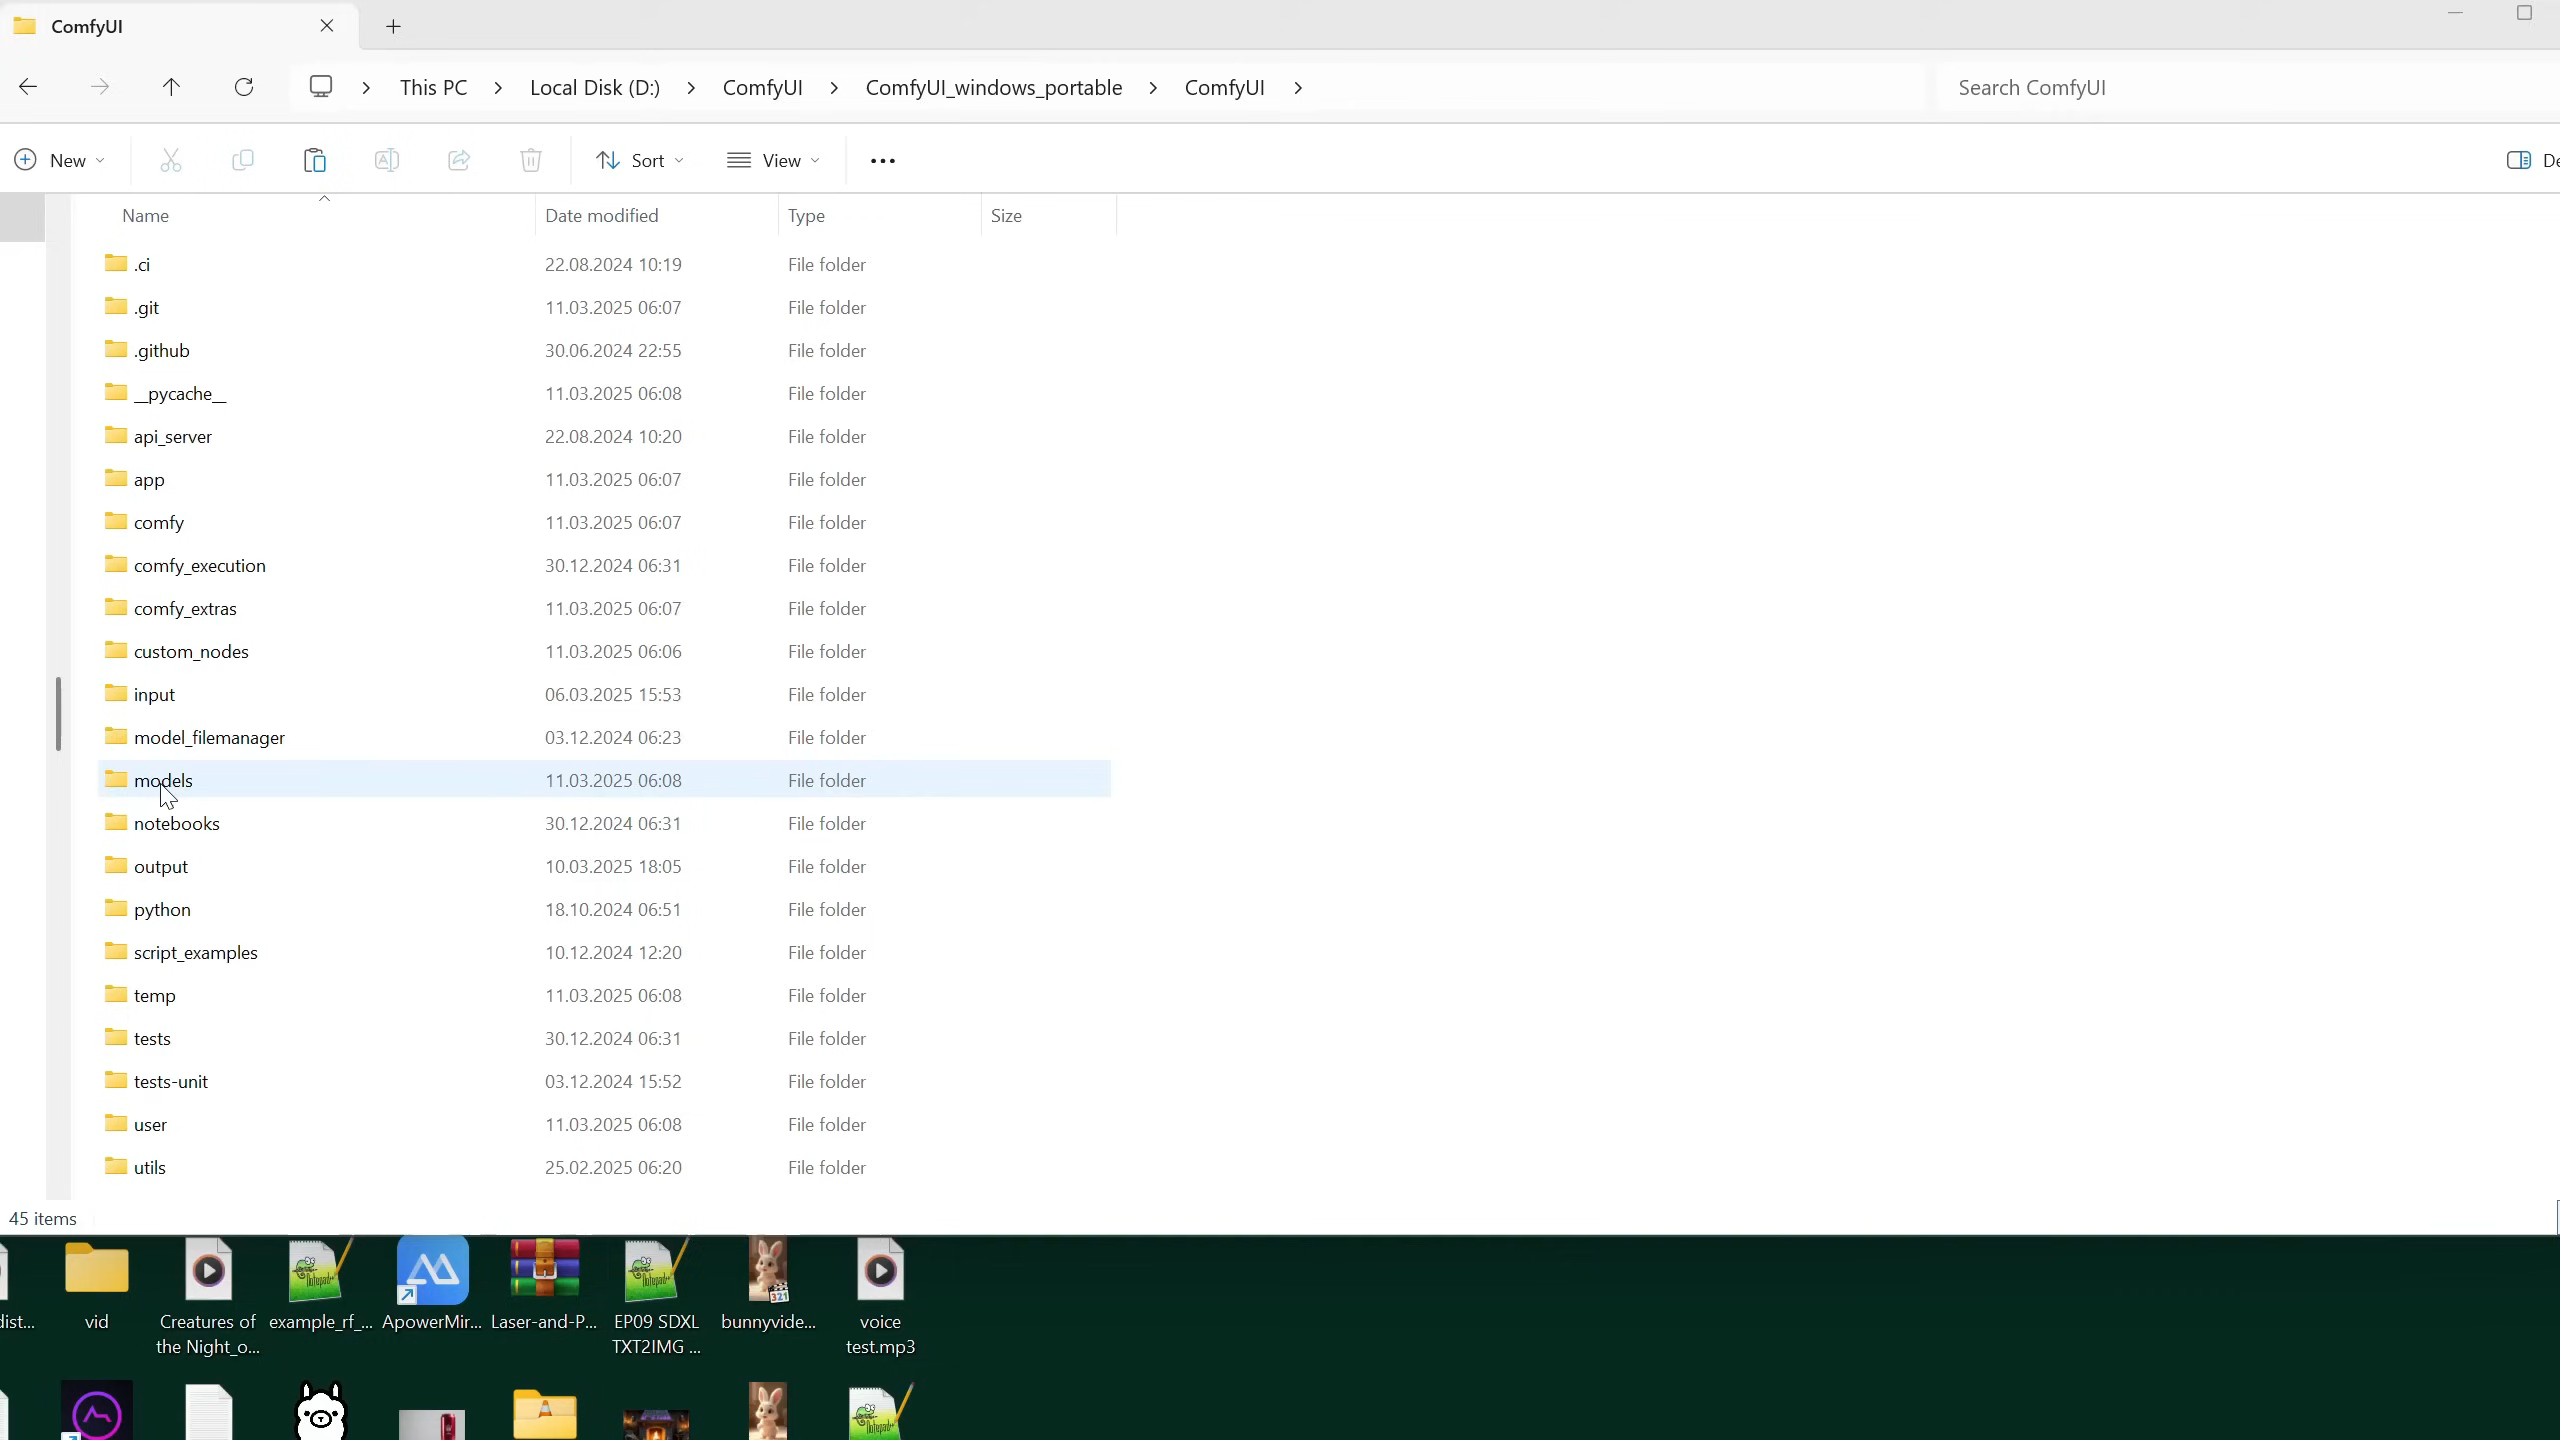 ComfyUI
This PC > Local Disk (D:) > ComfyUI > ComfyUI_windows_portable > ComfyUI >
Search ComfyUI
New
Sort
View
Name Date modified Type Size
.ci 22.08.2024 10:19 File folder
.git 11.03.2025 06:07 File folder
.github 30.06.2024 22:55 File folder
__pycache__ 11.03.2025 06:08 File folder
api_server 22.08.2024 10:20 File folder
app 11.03.2025 06:07 File folder
comfy 11.03.2025 06:07 File folder
comfy_execution 30.12.2024 06:31 File folder
comfy_extras 11.03.2025 06:07 File folder
custom_nodes 11.03.2025 06:06 File folder
input 06.03.2025 15:53 File folder
model_filemanager 03.12.2024 06:23 File folder
models 11.03.2025 06:08 File folder
notebooks 30.12.2024 06:31 File folder
output 10.03.2025 18:05 File folder
python 18.10.2024 06:51 File folder
script_examples 10.12.2024 12:20 File folder
temp 11.03.2025 06:08 File folder
tests 30.12.2024 06:31 File folder
tests-unit 03.12.2024 15:52 File folder
user 11.03.2025 06:08 File folder
utils 25.02.2025 06:20 File folder
45 items
vid
Creatures of
the Night_o...
example_rf_...
ApowerMir...
Laser-and-P...
EP09 SDXL
TXT2IMG ...
bunnyvide...
voice
test.mp3